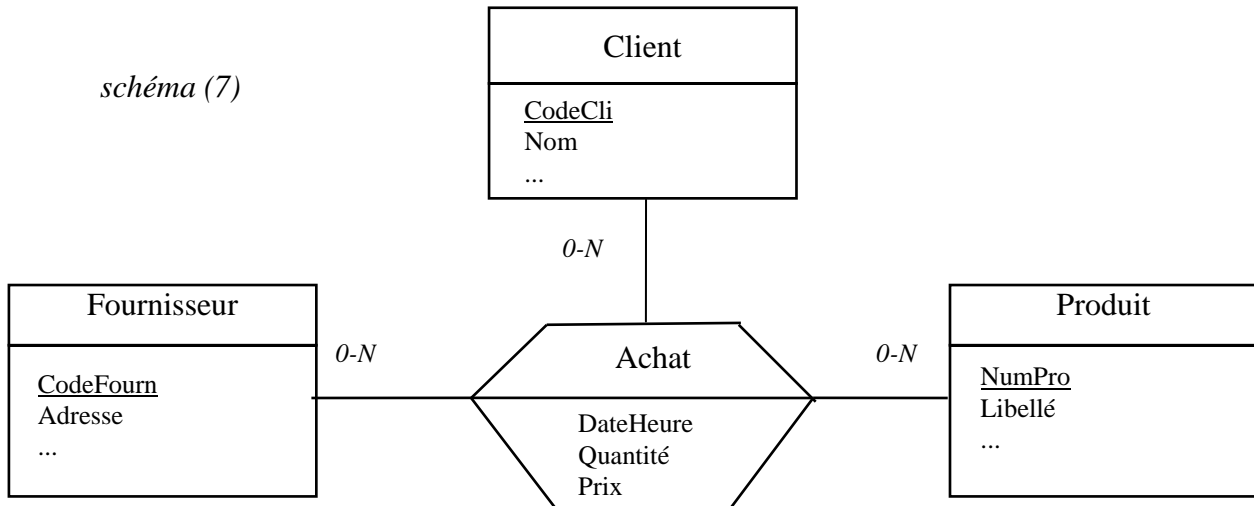 schéma (7)
Client
CodeCli
Nom
...
0-N
Fournisseur
CodeFourn
Adresse
...
0-N
Achat
DateHeure
Quantité
Prix
0-N
Produit
NumPro
Libellé
...